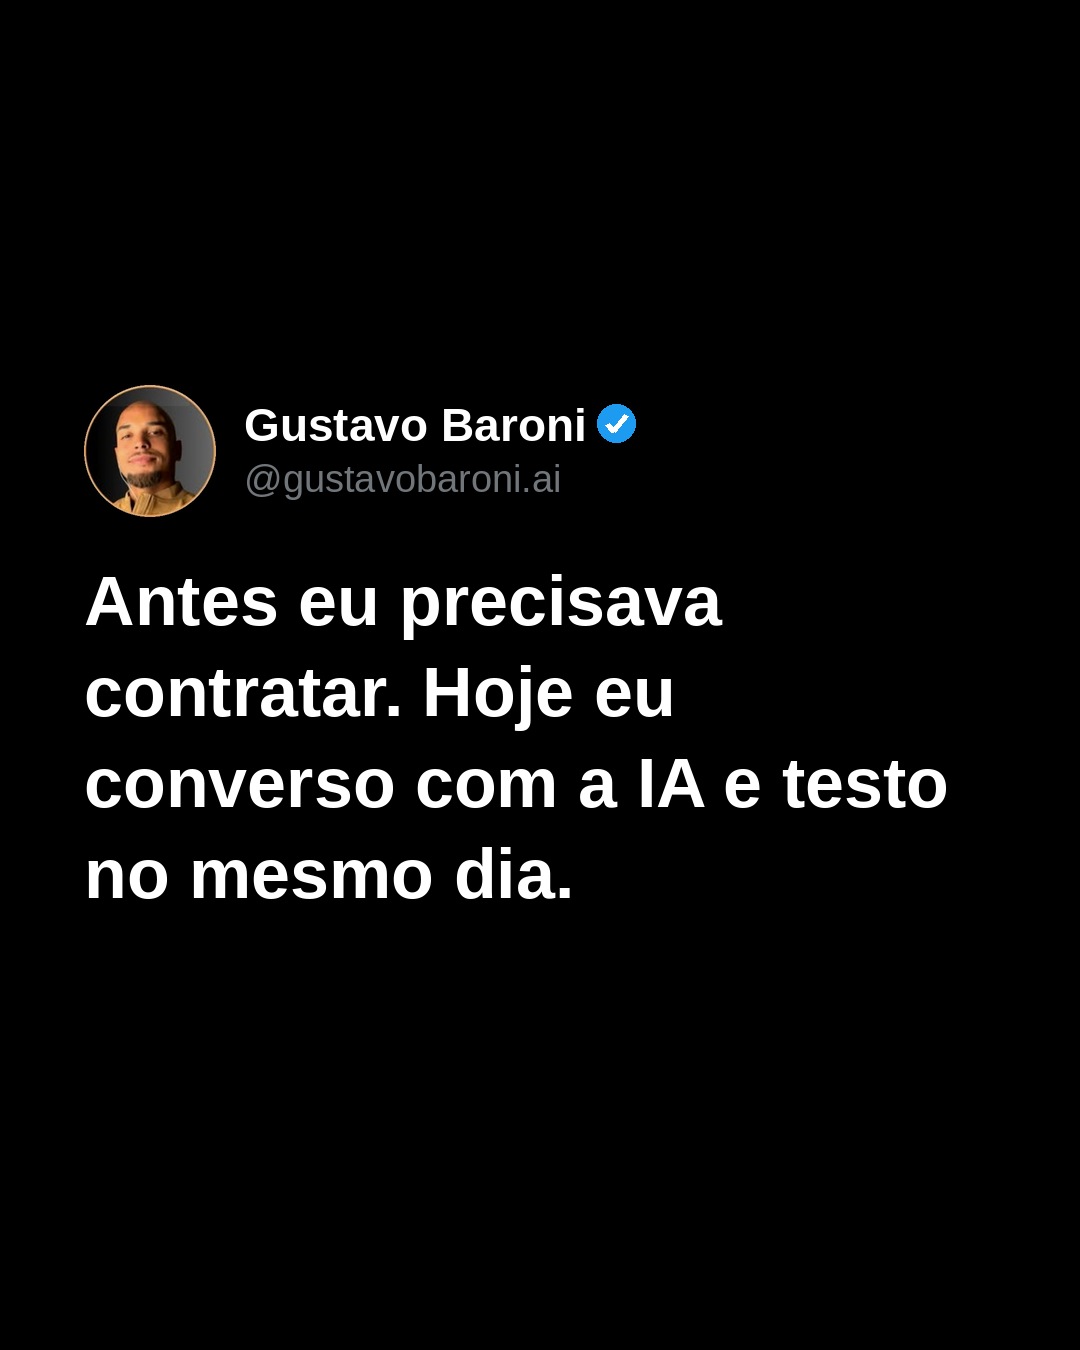 Gustavo Baroni
@gustavobaroni.ai
Antes eu precisava
contratar. Hoje eu
converso com a IA e testo
no mesmo dia.